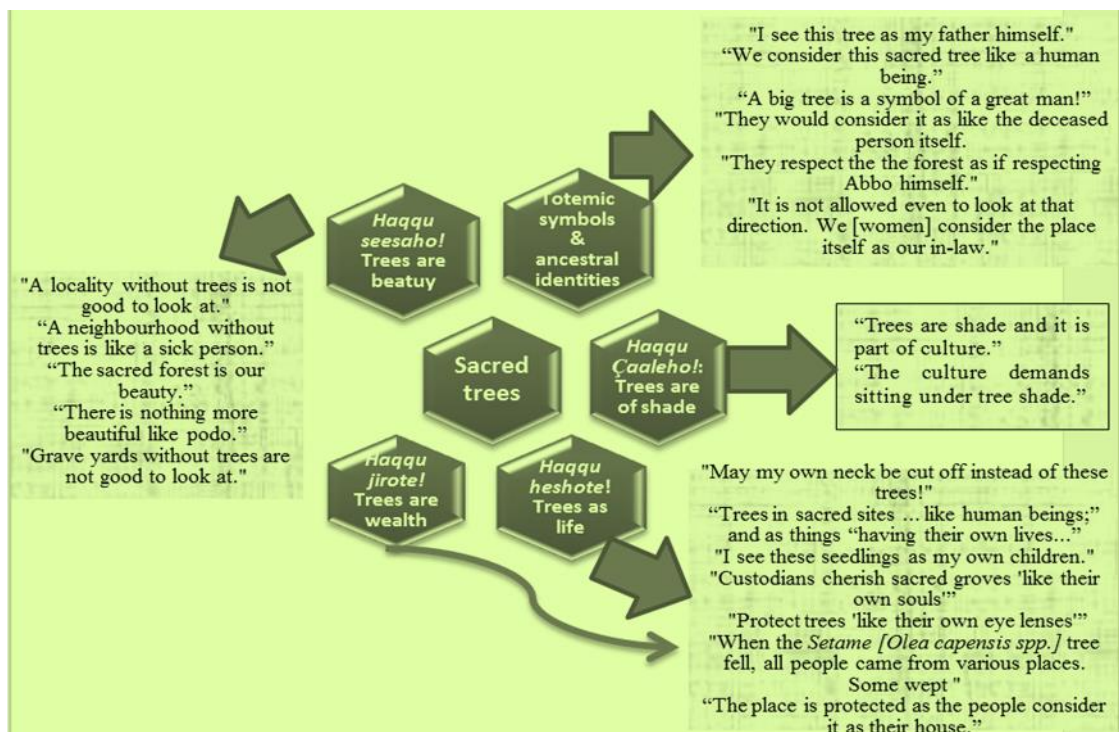 "I see this tree as my father himself."
“We consider this sacred tree like a human
being.”
“A big tree is a symbol of a great man!”
"They would consider it as like the deceased
person itself.
"They respect the the forest as if respecting
Abbo himself."
"It is not allowed even to look at that
direction. We [women] consider the place
itself as our in-law."
Haqqu
seesaho!
Trees are
beatuy
Totemic
symbols
&
ancestral
identities
"A locality without trees is not
good to look at."
“A neighbourhood without
trees is like a sick person.”
“The sacred forest is our
beauty.”
“There is nothing more
beautiful like podo.”
"Grave yards without trees are
not good to look at."
Sacred
trees
Haqqu
Çaaleho!:
Trees are
of shade
“Trees are shade and it is
part of culture.”
“The culture demands
sitting under tree shade.”
Haqqu
jirote!
Trees are
wealth
Haqqu
heshote!
Trees as
life
"May my own neck be cut off instead of these
trees!"
“Trees in sacred sites ... like human beings;”
and as things “having their own lives...”
"I see these seedlings as my own children."
"Custodians cherish sacred groves 'like their
own souls'”
"Protect trees 'like their own eye lenses'”
"When the Setame [Olea capensis spp.] tree
fell, all people came from various places.
Some wept "
“The place is protected as the people consider
it as their house.”